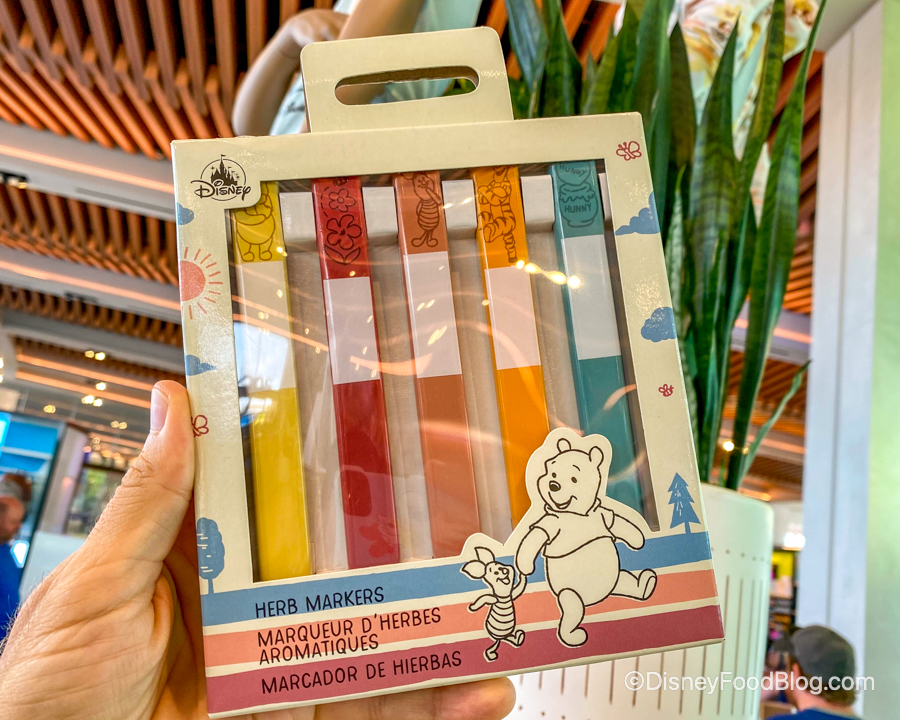 Disney
HUNNY
HERB MARKERS
MARQUEUR D'HERBES
AROMATIQUES
MARCADOR DE HIERBAS
©DisneyFoodBlog.com